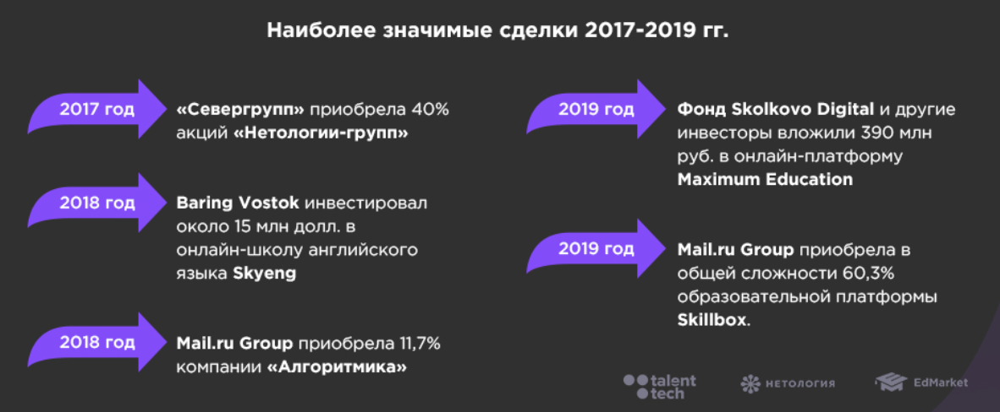 Наиболее значимые сделки 2017-2019 гг.
2017 год
«Севергрупп» приобрела 40%
акций «Нетологии-групп»
2018 год
Baring Vostok инвестировал
около 15 млн долл. в
онлайн-школу английского
языка Skyeng
2018 год
Mail.ru Group приобрела 11,7%
компании «Алгоритмика»
2019 год
Фонд Skolkovo Digital и другие
инвесторы вложили 390 млн
руб. в онлайн-платформу
Maximum Education
2019 год
Mail.ru Group приобрела в
общей сложности 60,3%
образовательной платформы
Skillbox.
talent
tech
НЕТОЛОГИЯ
EdMarket